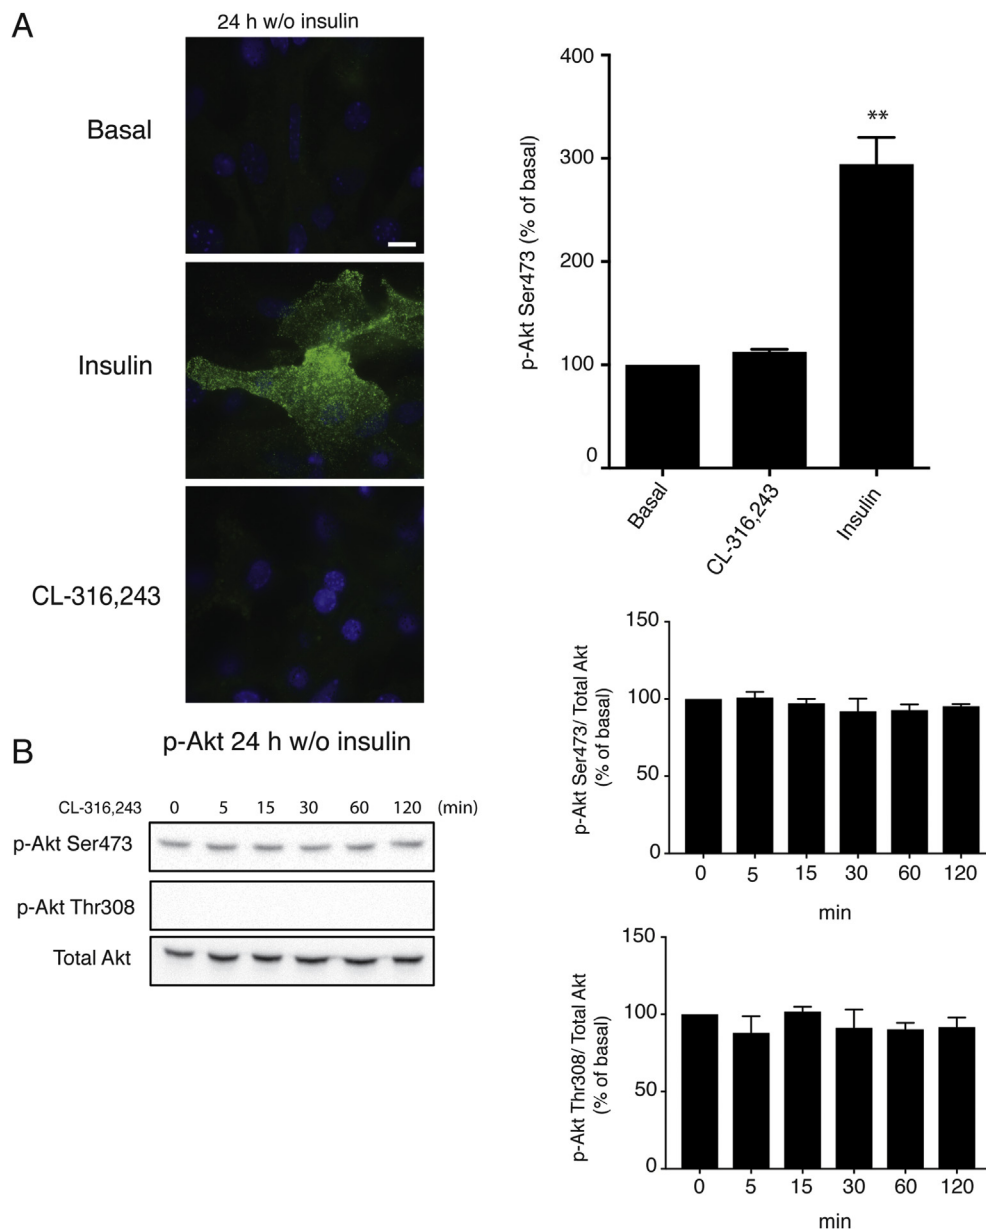 A
24 h w/o insulin
Basal
Insulin
CL-316,243
p-Akt Ser473 (% of basal)
400
300
200
100
0
**
Basal
CL-316,243
Insulin
B
p-Akt 24 h w/o insulin
CL-316,243 0 5 15 30 60 120 (min)
p-Akt Ser473
p-Akt Thr308
Total Akt
p-Akt Ser473/ Total Akt
(% of basal)
150
100
50
0
0 5 15 30 60 120
min
p-Akt Thr308/ Total Akt
(% of basal)
150
100
50
0
0 5 15 30 60 120
min